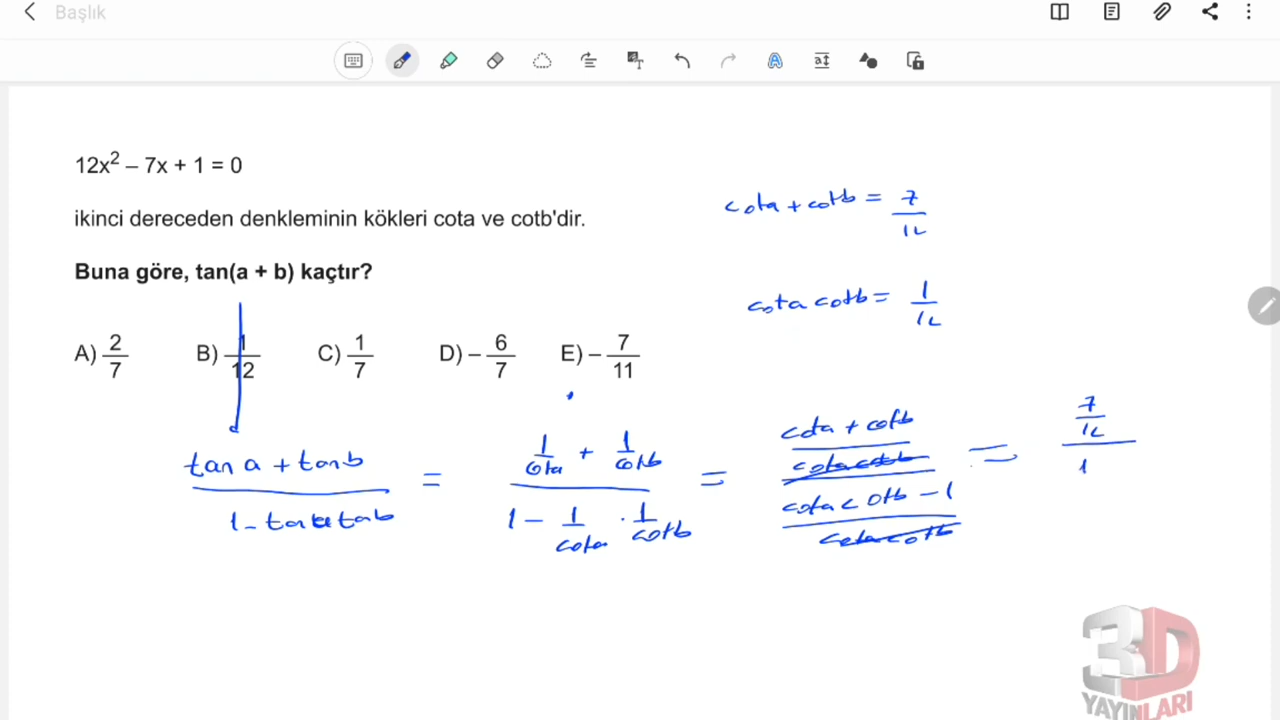 Başlık
12x² – 7x + 1 = 0
ikinci dereceden denkleminin kökleri cota ve cotb'dir.
Buna göre, tan(a + b) kaçtır?
A) 2/7 B) 1/12 C) 1/7 D) – 6/7 E) – 7/11
cota + cotb = 7/12
cota cotb = 1/12
(tan a + tan b)/(1 - tan a tan b) = (1/cota + 1/cotb)/(1 - 1/cota · 1/cotb) = ((cota + cotb)/(cota cotb))/((cota cotb - 1)/(cota cotb)) = (7/12)/1
3D
YAYINLARI